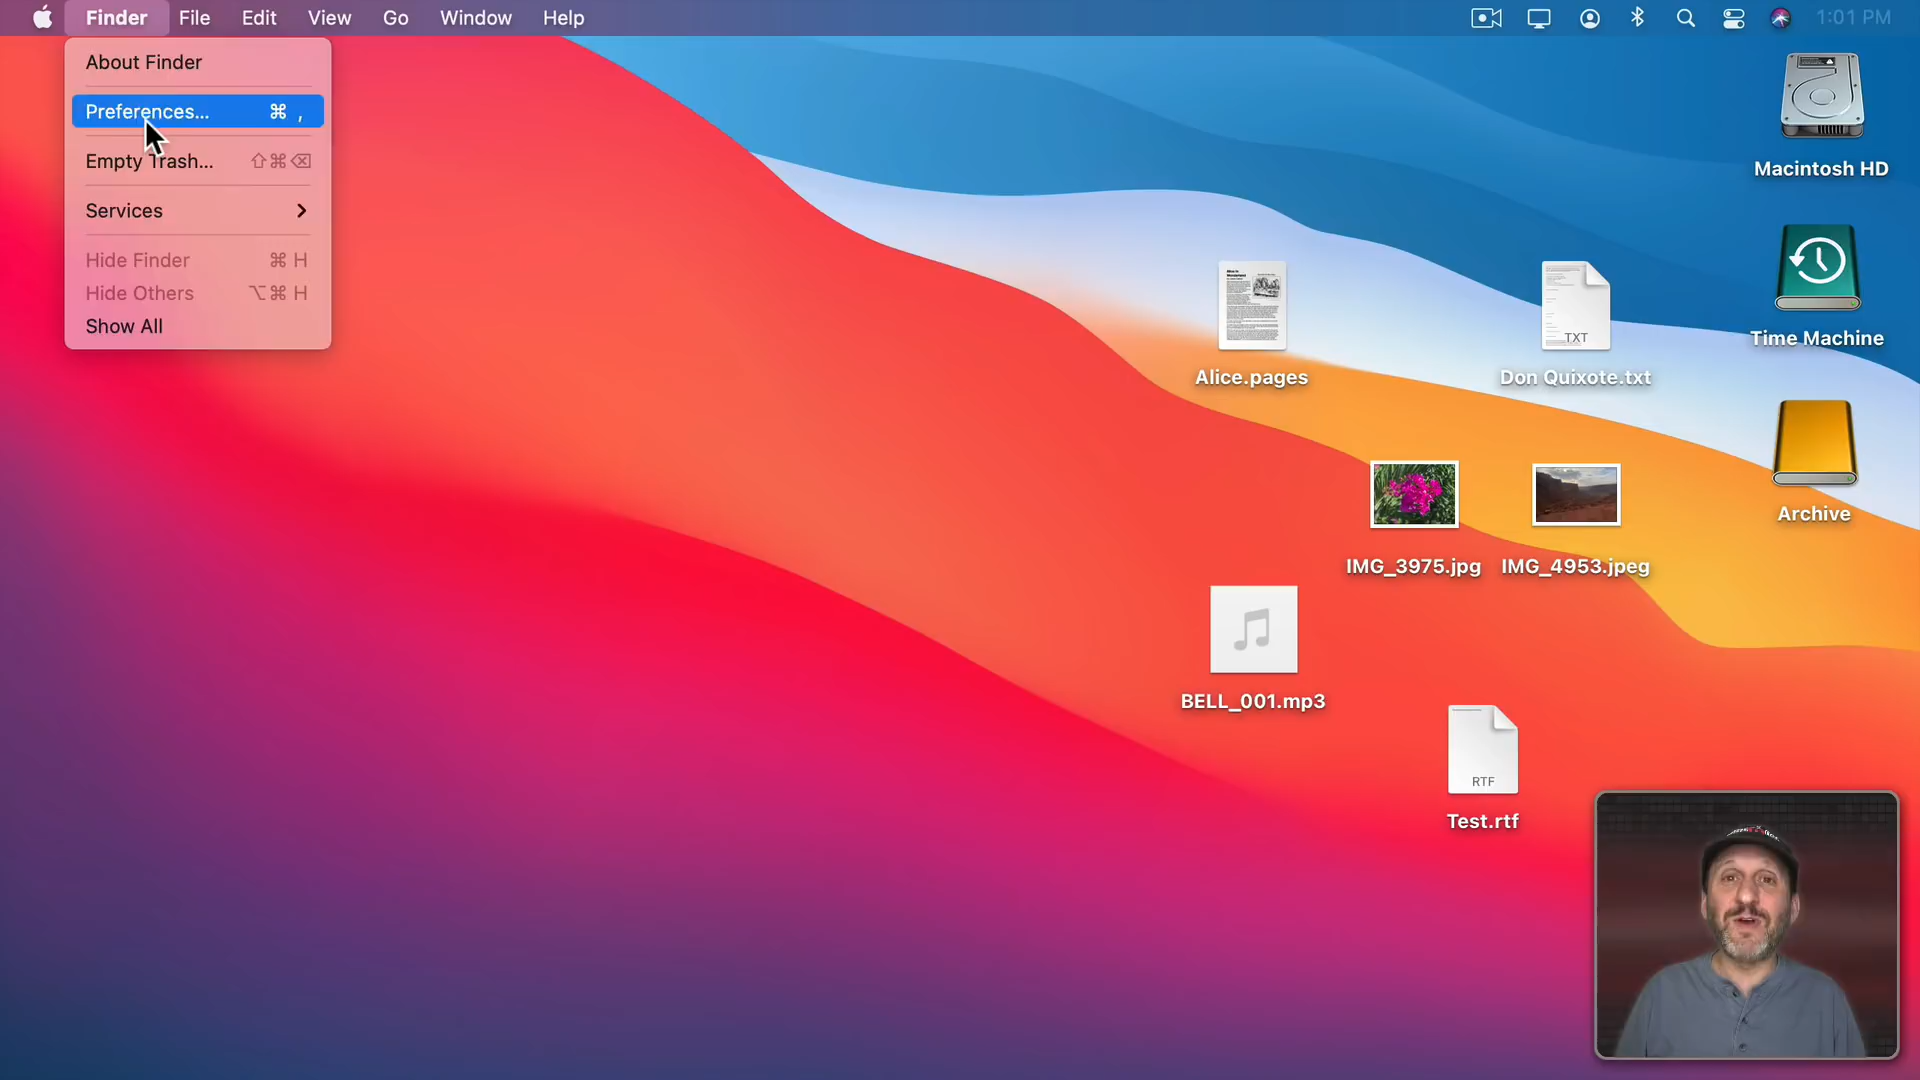 Finder File Edit View Go Window Help 1:01 PM
About Finder
Preferences... ⌘ ,
Empty Trash... ⇧⌘⌫
Services
Hide Finder ⌘ H
Hide Others ⌥⌘ H
Show All
Macintosh HD
Time Machine
Archive
Alice.pages
TXT
Don Quixote.txt
IMG_3975.jpg
IMG_4953.jpeg
BELL_001.mp3
RTF
Test.rtf